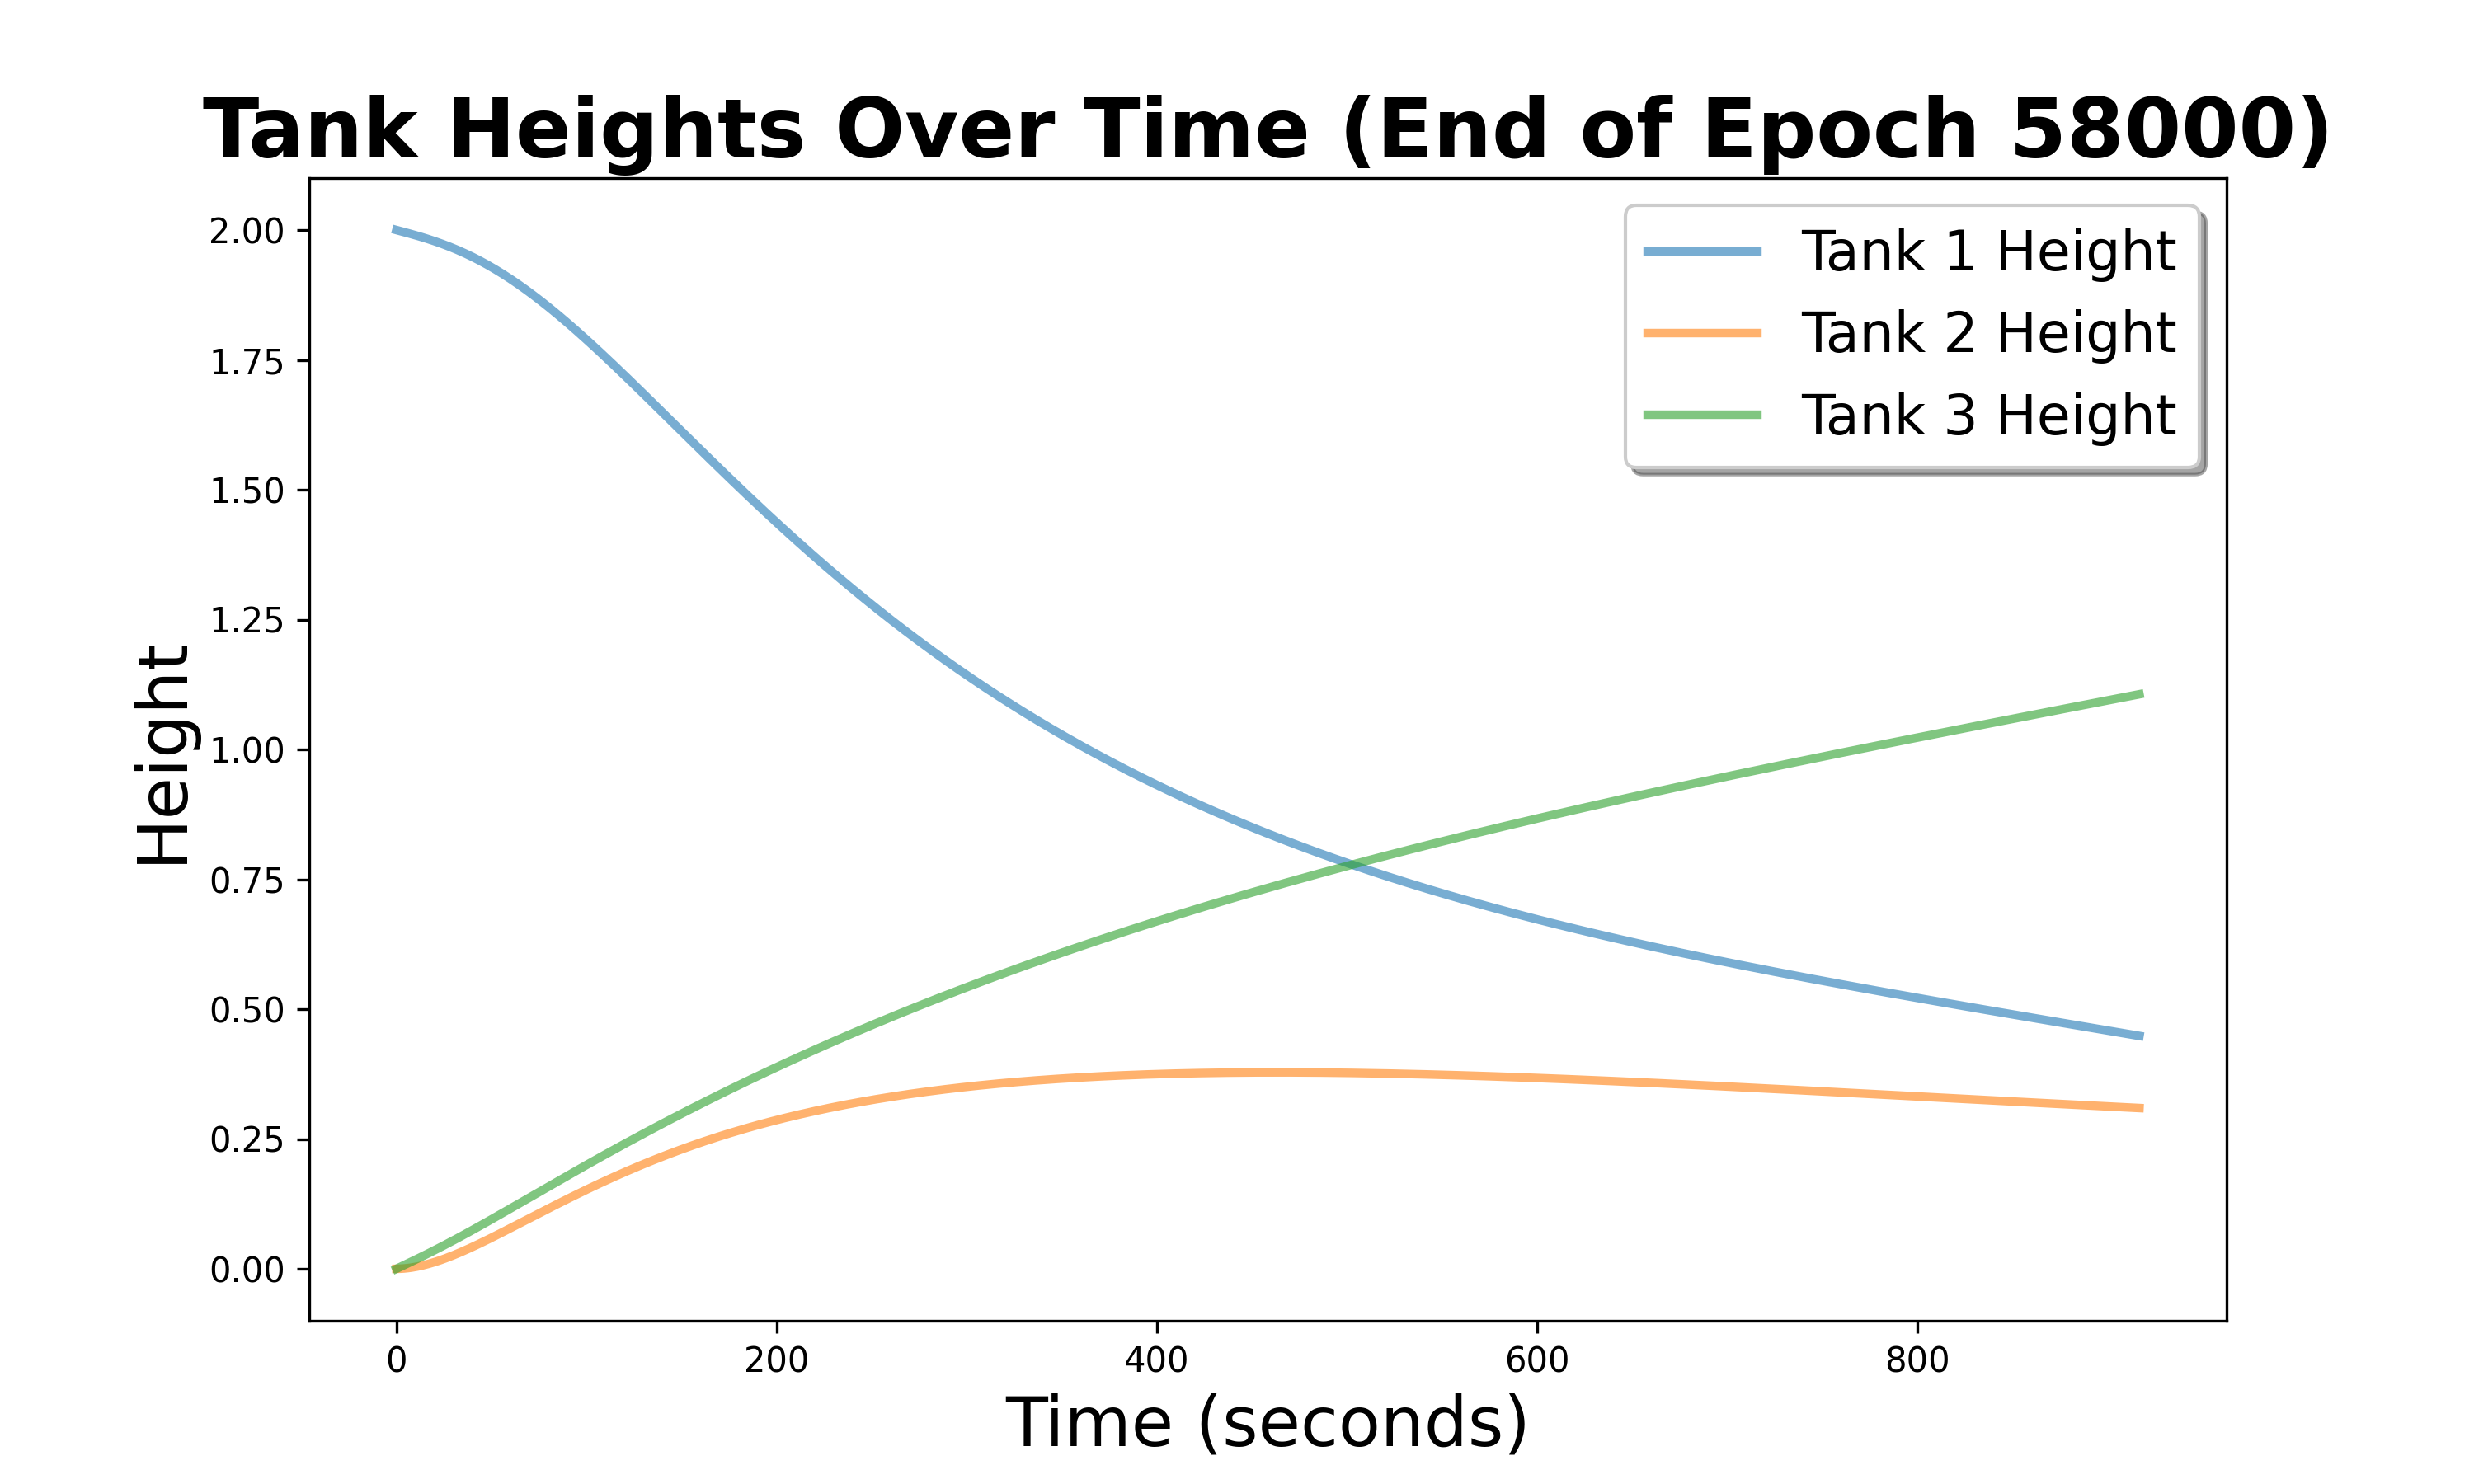 Tank Heights Over Time (End of Epoch 58000)
Tank 1 Height
Tank 2 Height
Tank 3 Height
Height
2.00
1.75
1.50
1.25
1.00
0.75
0.50
0.25
0.00
0 200 400 600 800
Time (seconds)